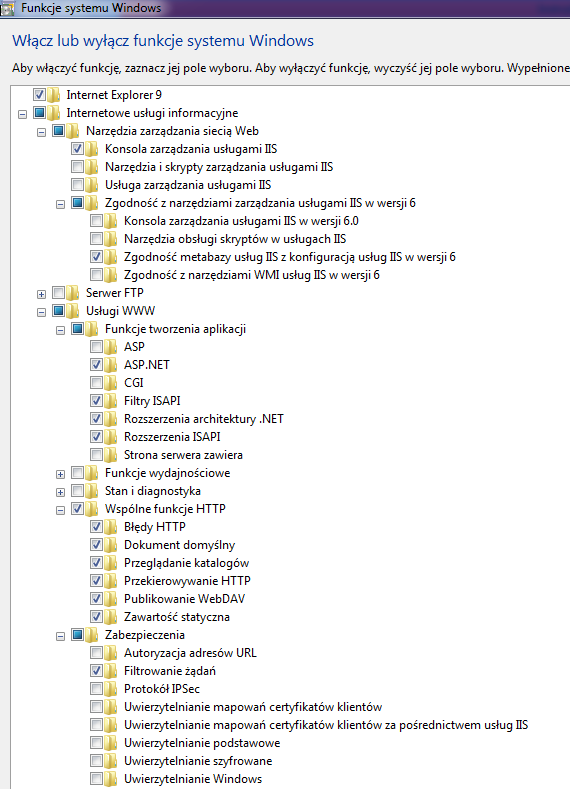 Funkcje systemu Windows
Włącz lub wyłącz funkcje systemu Windows
Aby włączyć funkcję, zaznacz jej pole wyboru. Aby wyłączyć funkcję, wyczyść jej pole wyboru. Wypełnione
Internet Explorer 9
Internetowe usługi informacyjne
Narzędzia zarządzania siecią Web
Konsola zarządzania usługami IIS
Narzędzia i skrypty zarządzania usługami IIS
Usługa zarządzania usługami IIS
Zgodność z narzędziami zarządzania usługami IIS w wersji 6
Konsola zarządzania usługami IIS w wersji 6.0
Narzędzia obsługi skryptów w usługach IIS
Zgodność metabazy usług IIS z konfiguracją usług IIS w wersji 6
Zgodność z narzędziami WMI usług IIS w wersji 6
Serwer FTP
Usługi WWW
Funkcje tworzenia aplikacji
ASP
ASP.NET
CGI
Filtry ISAPI
Rozszerzenia architektury .NET
Rozszerzenia ISAPI
Strona serwera zawiera
Funkcje wydajnościowe
Stan i diagnostyka
Wspólne funkcje HTTP
Błędy HTTP
Dokument domyślny
Przeglądanie katalogów
Przekierowywanie HTTP
Publikowanie WebDAV
Zawartość statyczna
Zabezpieczenia
Autoryzacja adresów URL
Filtrowanie żądań
Protokół IPSec
Uwierzytelnianie mapowań certyfikatów klientów
Uwierzytelnianie mapowań certyfikatów klientów za pośrednictwem usług IIS
Uwierzytelnianie podstawowe
Uwierzytelnianie szyfrowane
Uwierzytelnianie Windows